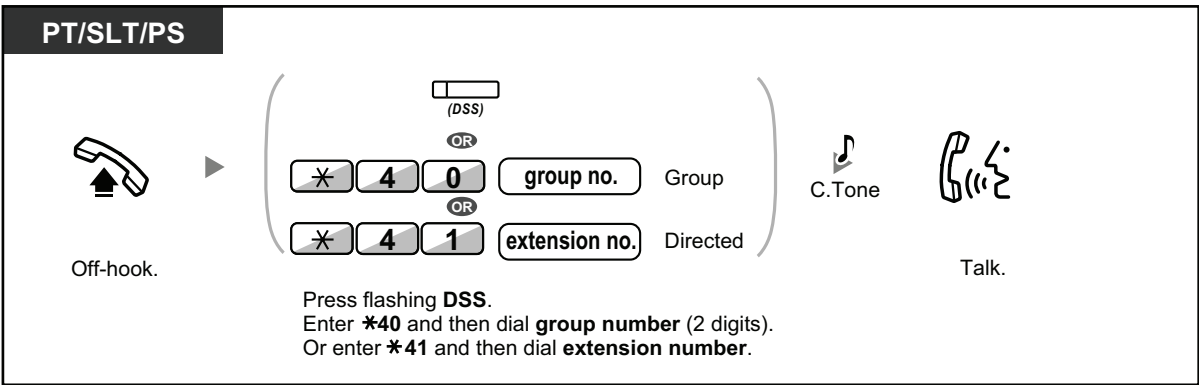 PT/SLT/PS
(DSS)
OR
* 4 0 group no. Group
OR
* 4 1 extension no. Directed
C.Tone
Off-hook.
Talk.
Press flashing DSS.
Enter *40 and then dial group number (2 digits).
Or enter *41 and then dial extension number.